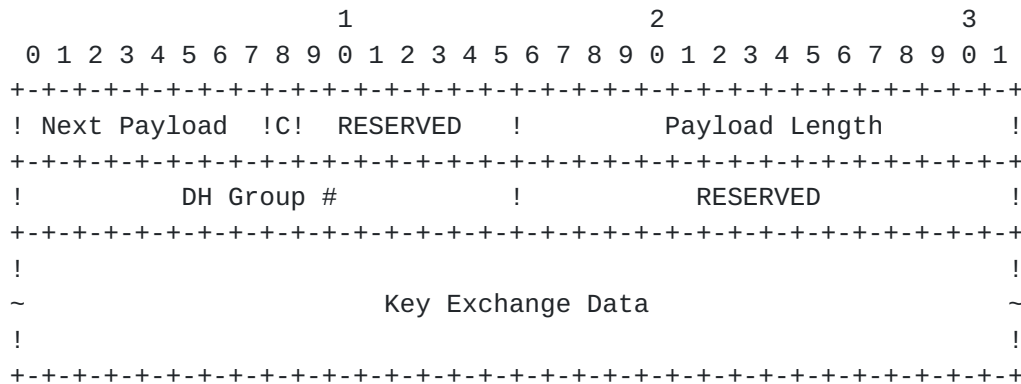 1                   2                   3
 0 1 2 3 4 5 6 7 8 9 0 1 2 3 4 5 6 7 8 9 0 1 2 3 4 5 6 7 8 9 0 1
+-+-+-+-+-+-+-+-+-+-+-+-+-+-+-+-+-+-+-+-+-+-+-+-+-+-+-+-+-+-+-+-+
! Next Payload  !C!  RESERVED   !         Payload Length        !
+-+-+-+-+-+-+-+-+-+-+-+-+-+-+-+-+-+-+-+-+-+-+-+-+-+-+-+-+-+-+-+-+
!          DH Group #           !           RESERVED            !
+-+-+-+-+-+-+-+-+-+-+-+-+-+-+-+-+-+-+-+-+-+-+-+-+-+-+-+-+-+-+-+-+
!                                                               !
~                       Key Exchange Data                       ~
!                                                               !
+-+-+-+-+-+-+-+-+-+-+-+-+-+-+-+-+-+-+-+-+-+-+-+-+-+-+-+-+-+-+-+-+